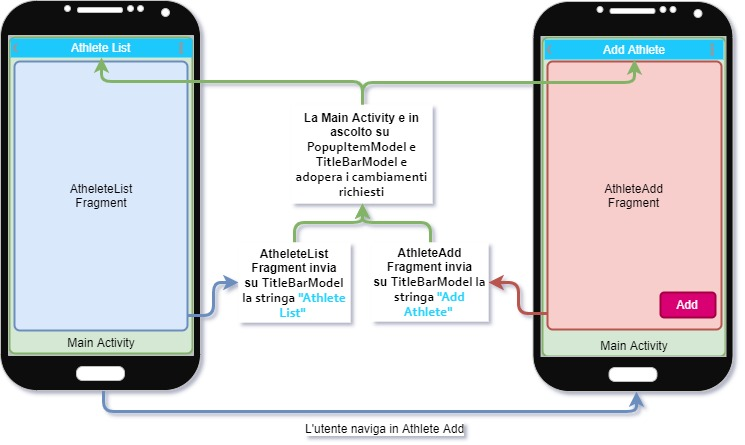 Athlete List
Add Athlete
La Main Activity e in
ascolto su
PopupItemModel e
TitleBarModel e
adopera i cambiamenti
richiesti
AtheleteList
Fragment
AthleteAdd
Fragment
AtheleteList
Fragment invia
su TitleBarModel
la stringa "Athlete
List"
AthleteAdd
Fragment invia
su TitleBarModel la
stringa "Add
Athlete"
Add
Main Activity
Main Activity
L'utente naviga in Athlete Add